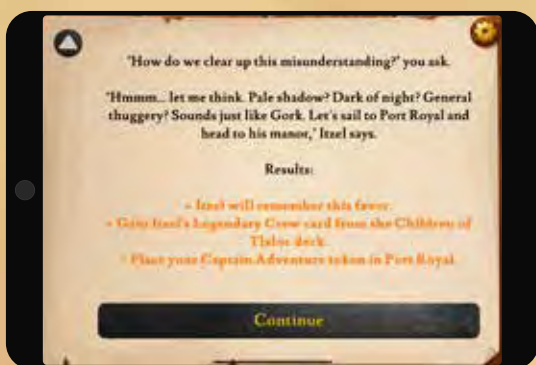 "How do we clear up this misunderstanding?" you ask.
"Hmmm... let me think. Pale shadow? Dark of night? General
thuggery? Sounds just like Gork. Let's sail to Port Royal and
head to his manor," Itzel says.
Results:
- Itzel will remember this favor.
- Gain Itzel's Legendary Crew card from the Children of
Tlaloc deck.
- Place your Captain Adventure token in Port Royal.
Continue